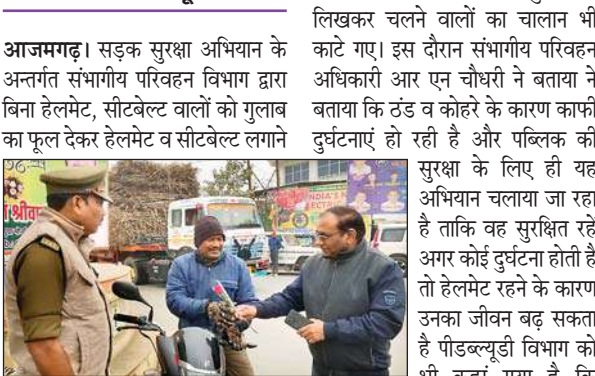 आजमगढ़। सड़क सुरक्षा अभियान के
अन्तर्गत संभागीय परिवहन विभाग द्वारा
बिना हेलमेट, सीटबेल्ट वालों को गुलाब
का फूल देकर हेलमेट व सीटबेल्ट लगाने
लिखकर चलने वालों का चालान भी
काटे गए। इस दौरान संभागीय परिवहन
अधिकारी आर एन चौधरी ने बताया ने
बताया कि ठंड व कोहरे के कारण काफी
दुर्घटनाएं हो रही है और पब्लिक की
सुरक्षा के लिए ही यह
अभियान चलाया जा रहा
है ताकि वह सुरक्षित रहें
अगर कोई दुर्घटना होती है
तो हेलमेट रहने के कारण
उनका जीवन बढ़ सकता
है पीडब्ल्यूडी विभाग को